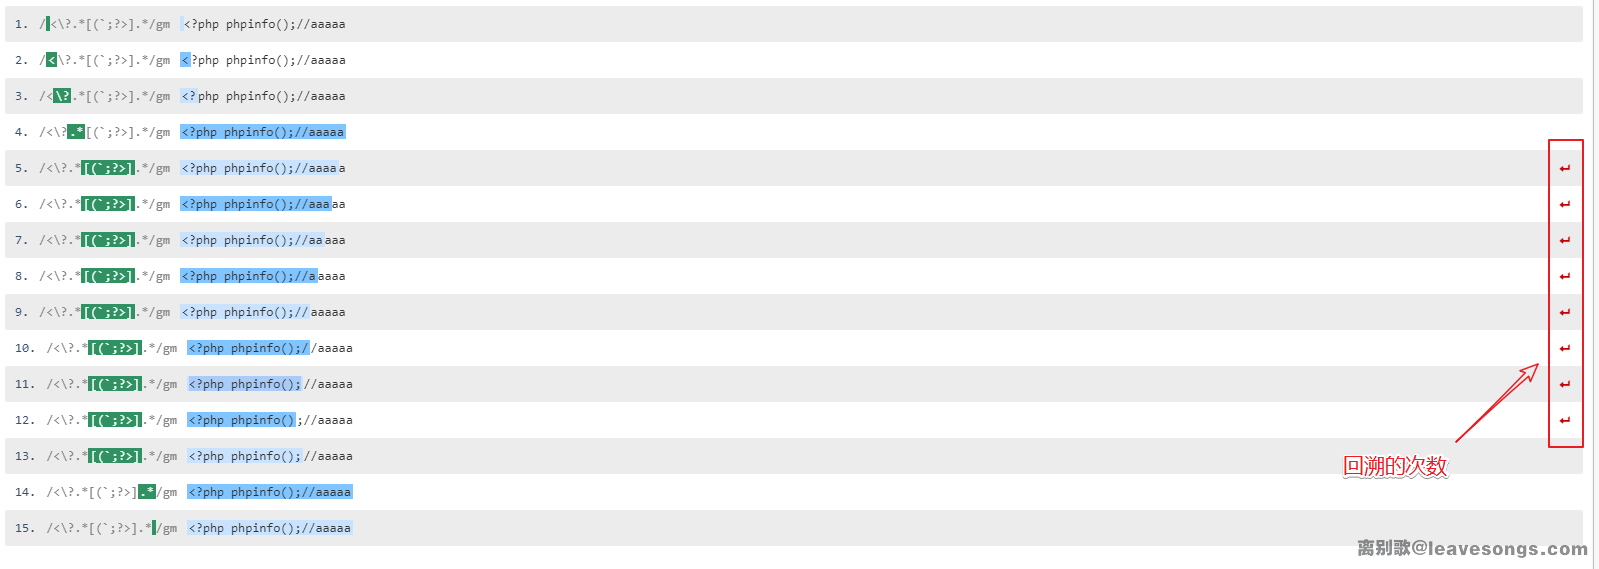 1. /<\?.*[(`;?>].*/gm <?php phpinfo();//aaaaa
2. /<\?.*[(`;?>].*/gm <?php phpinfo();//aaaaa
3. /<\?.*[(`;?>].*/gm <?php phpinfo();//aaaaa
4. /<\?.*[(`;?>].*/gm <?php phpinfo();//aaaaa
5. /<\?.*[(`;?>].*/gm <?php phpinfo();//aaaaa ↵
6. /<\?.*[(`;?>].*/gm <?php phpinfo();//aaaaa ↵
7. /<\?.*[(`;?>].*/gm <?php phpinfo();//aaaaa ↵
8. /<\?.*[(`;?>].*/gm <?php phpinfo();//aaaaa ↵
9. /<\?.*[(`;?>].*/gm <?php phpinfo();//aaaaa ↵
10. /<\?.*[(`;?>].*/gm <?php phpinfo();//aaaaa ↵
11. /<\?.*[(`;?>].*/gm <?php phpinfo();//aaaaa ↵
12. /<\?.*[(`;?>].*/gm <?php phpinfo();//aaaaa ↵
13. /<\?.*[(`;?>].*/gm <?php phpinfo();//aaaaa
回溯的次数
14. /<\?.*[(`;?>].*/gm <?php phpinfo();//aaaaa
15. /<\?.*[(`;?>].*/gm <?php phpinfo();//aaaaa
离别歌@leavesongs.com